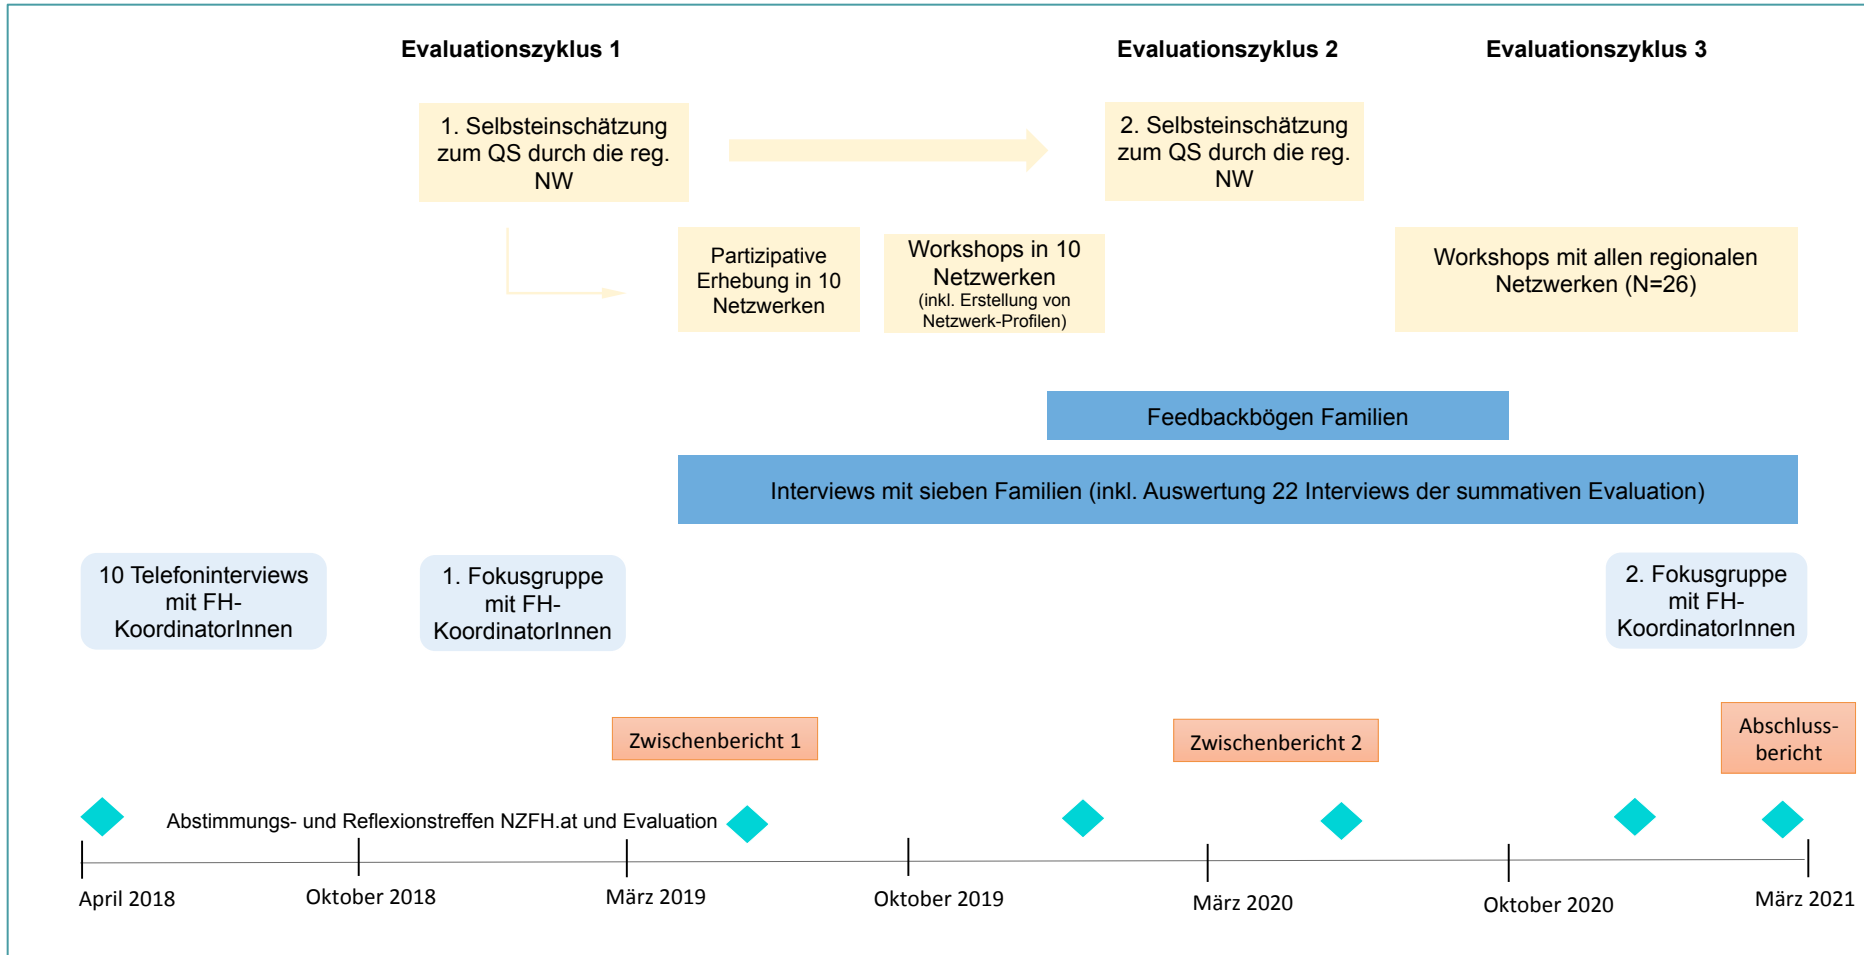 Evaluationszyklus 1
Evaluationszyklus 2
Evaluationszyklus 3
1. Selbsteinschätzung
zum QS durch die reg.
NW
2. Selbsteinschätzung
zum QS durch die reg.
NW
Partizipative
Erhebung in 10
Netzwerken
Workshops in 10
Netzwerken
(inkl. Erstellung von
Netzwerk-Profilen)
Workshops mit allen regionalen
Netzwerken (N=26)
Feedbackbögen Familien
Interviews mit sieben Familien (inkl. Auswertung 22 Interviews der summativen Evaluation)
10 Telefoninterviews
mit FH-
KoordinatorInnen
1. Fokusgruppe
mit FH-
KoordinatorInnen
2. Fokusgruppe
mit FH-
KoordinatorInnen
Zwischenbericht 1
Zwischenbericht 2
Abschluss-
bericht
Abstimmungs- und Reflexionstreffen NZFH.at und Evaluation
April 2018
Oktober 2018
März 2019
Oktober 2019
März 2020
Oktober 2020
März 2021